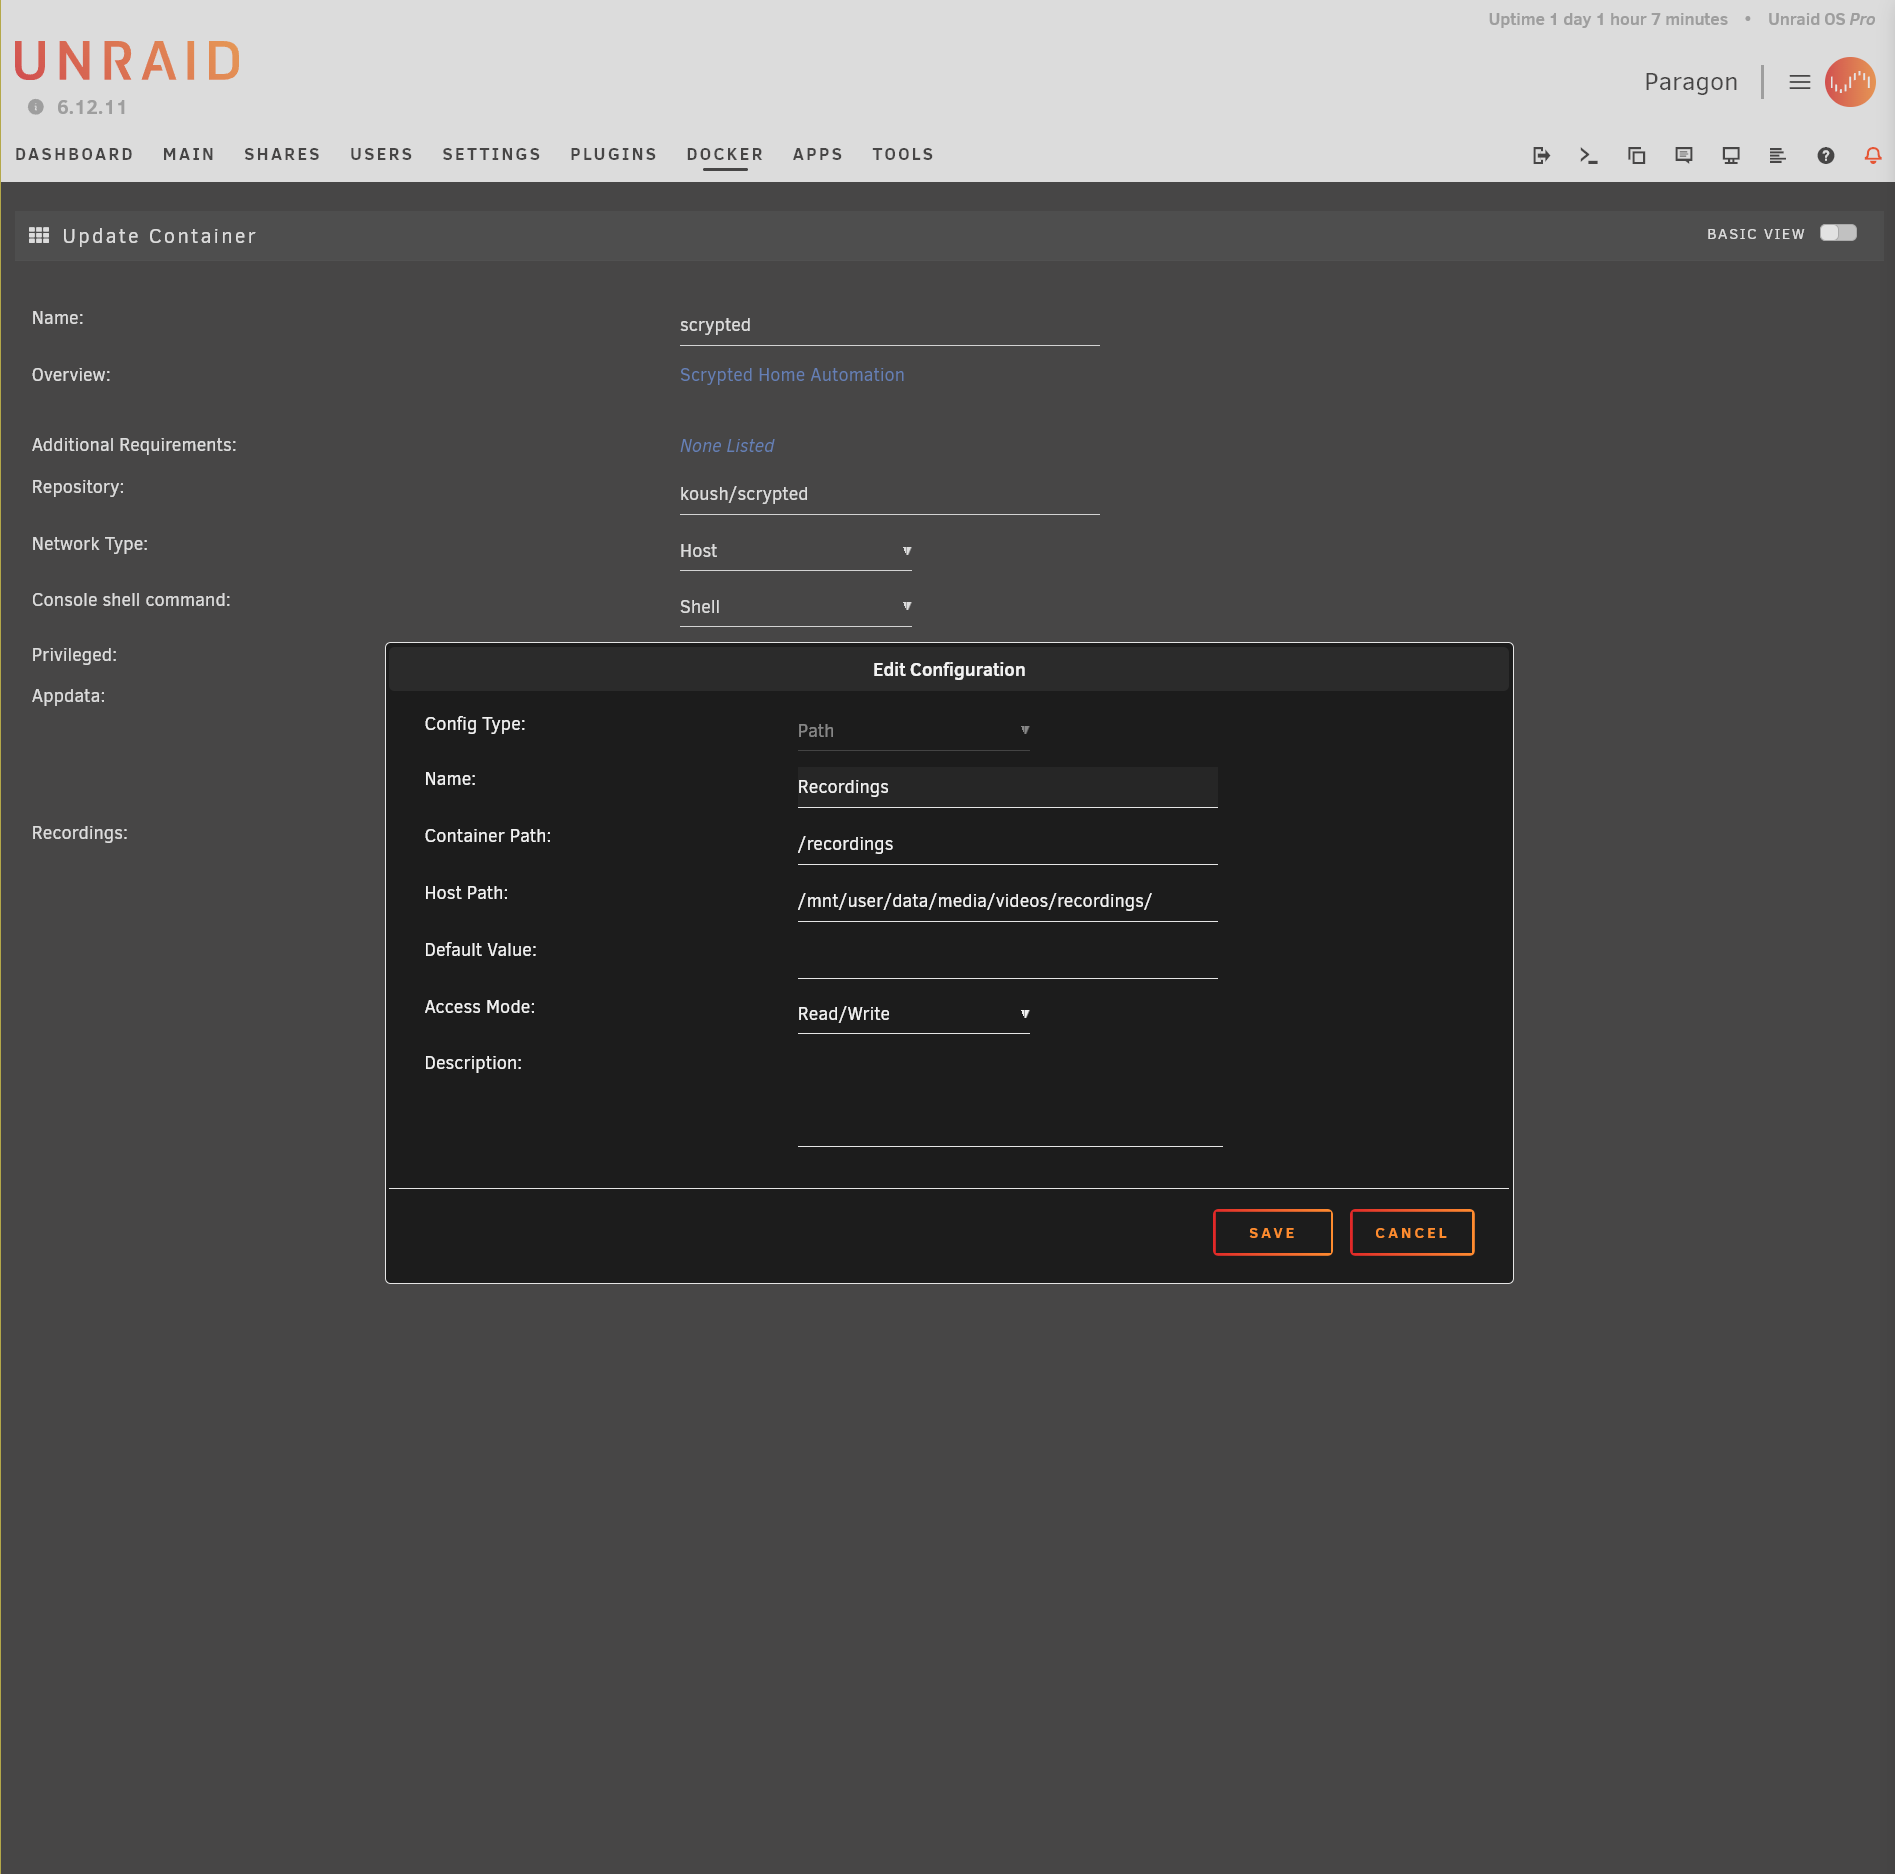 Uptime 1 day 1 hour 7 minutes • Unraid OS Pro
UNRAID
6.12.11
Paragon
DASHBOARD MAIN SHARES USERS SETTINGS PLUGINS DOCKER APPS TOOLS
Update Container
BASIC VIEW
Name:
scrypted
Overview:
Scrypted Home Automation
Additional Requirements:
None Listed
Repository:
koush/scrypted
Network Type:
Host
Console shell command:
Shell
Privileged:
Appdata:
Recordings:
Edit Configuration
Config Type:
Path
Name:
Recordings
Container Path:
/recordings
Host Path:
/mnt/user/data/media/videos/recordings/
Default Value:
Access Mode:
Read/Write
Description:
SAVE CANCEL